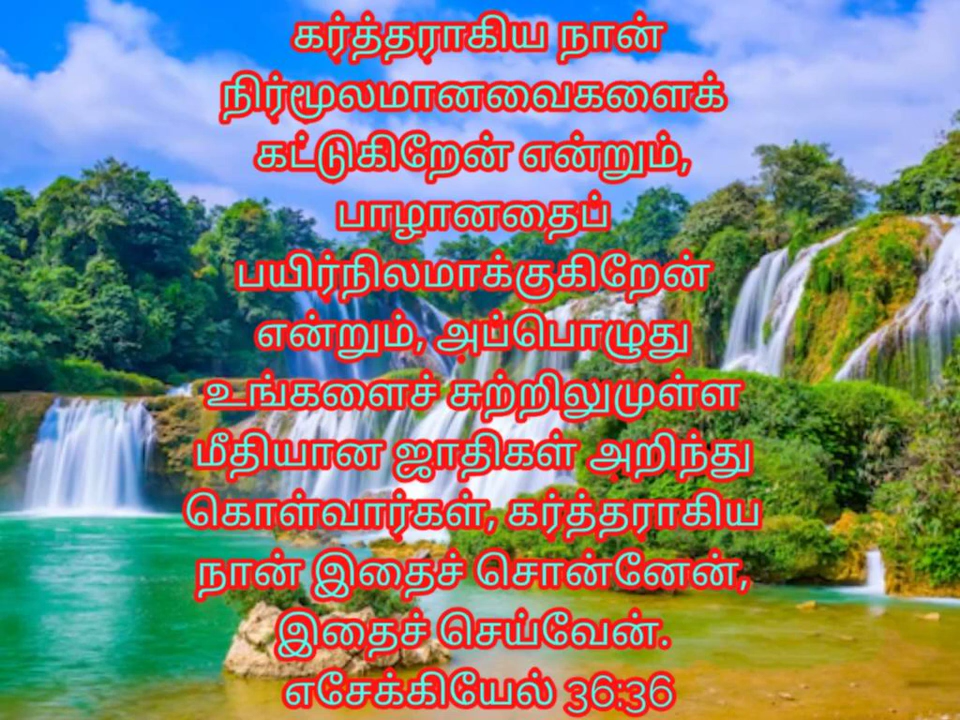 கர்த்தராகிய நான்
நிர்மூலமானவைகளைக்
கட்டுகிறேன் என்றும்,
பாழானதைப்
பயிர்நிலமாக்குகிறேன்
என்றும், அப்பொழுது
உங்களைச் சுற்றிலுமுள்ள
மீதியான ஜாதிகள் அறிந்து
கொள்வார்கள், கர்த்தராகிய
நான் இதைச் சொன்னேன்,
இதைச் செய்வேன்.
எசேக்கியேல் 36:36